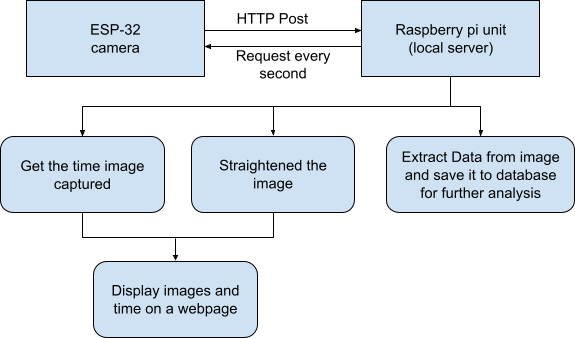 ESP-32
camera
HTTP Post
Request every
second
Raspberry pi unit
(local server)
Get the time image
captured
Straightened the
image
Extract Data from image
and save it to database
for further analysis
Display images and
time on a webpage